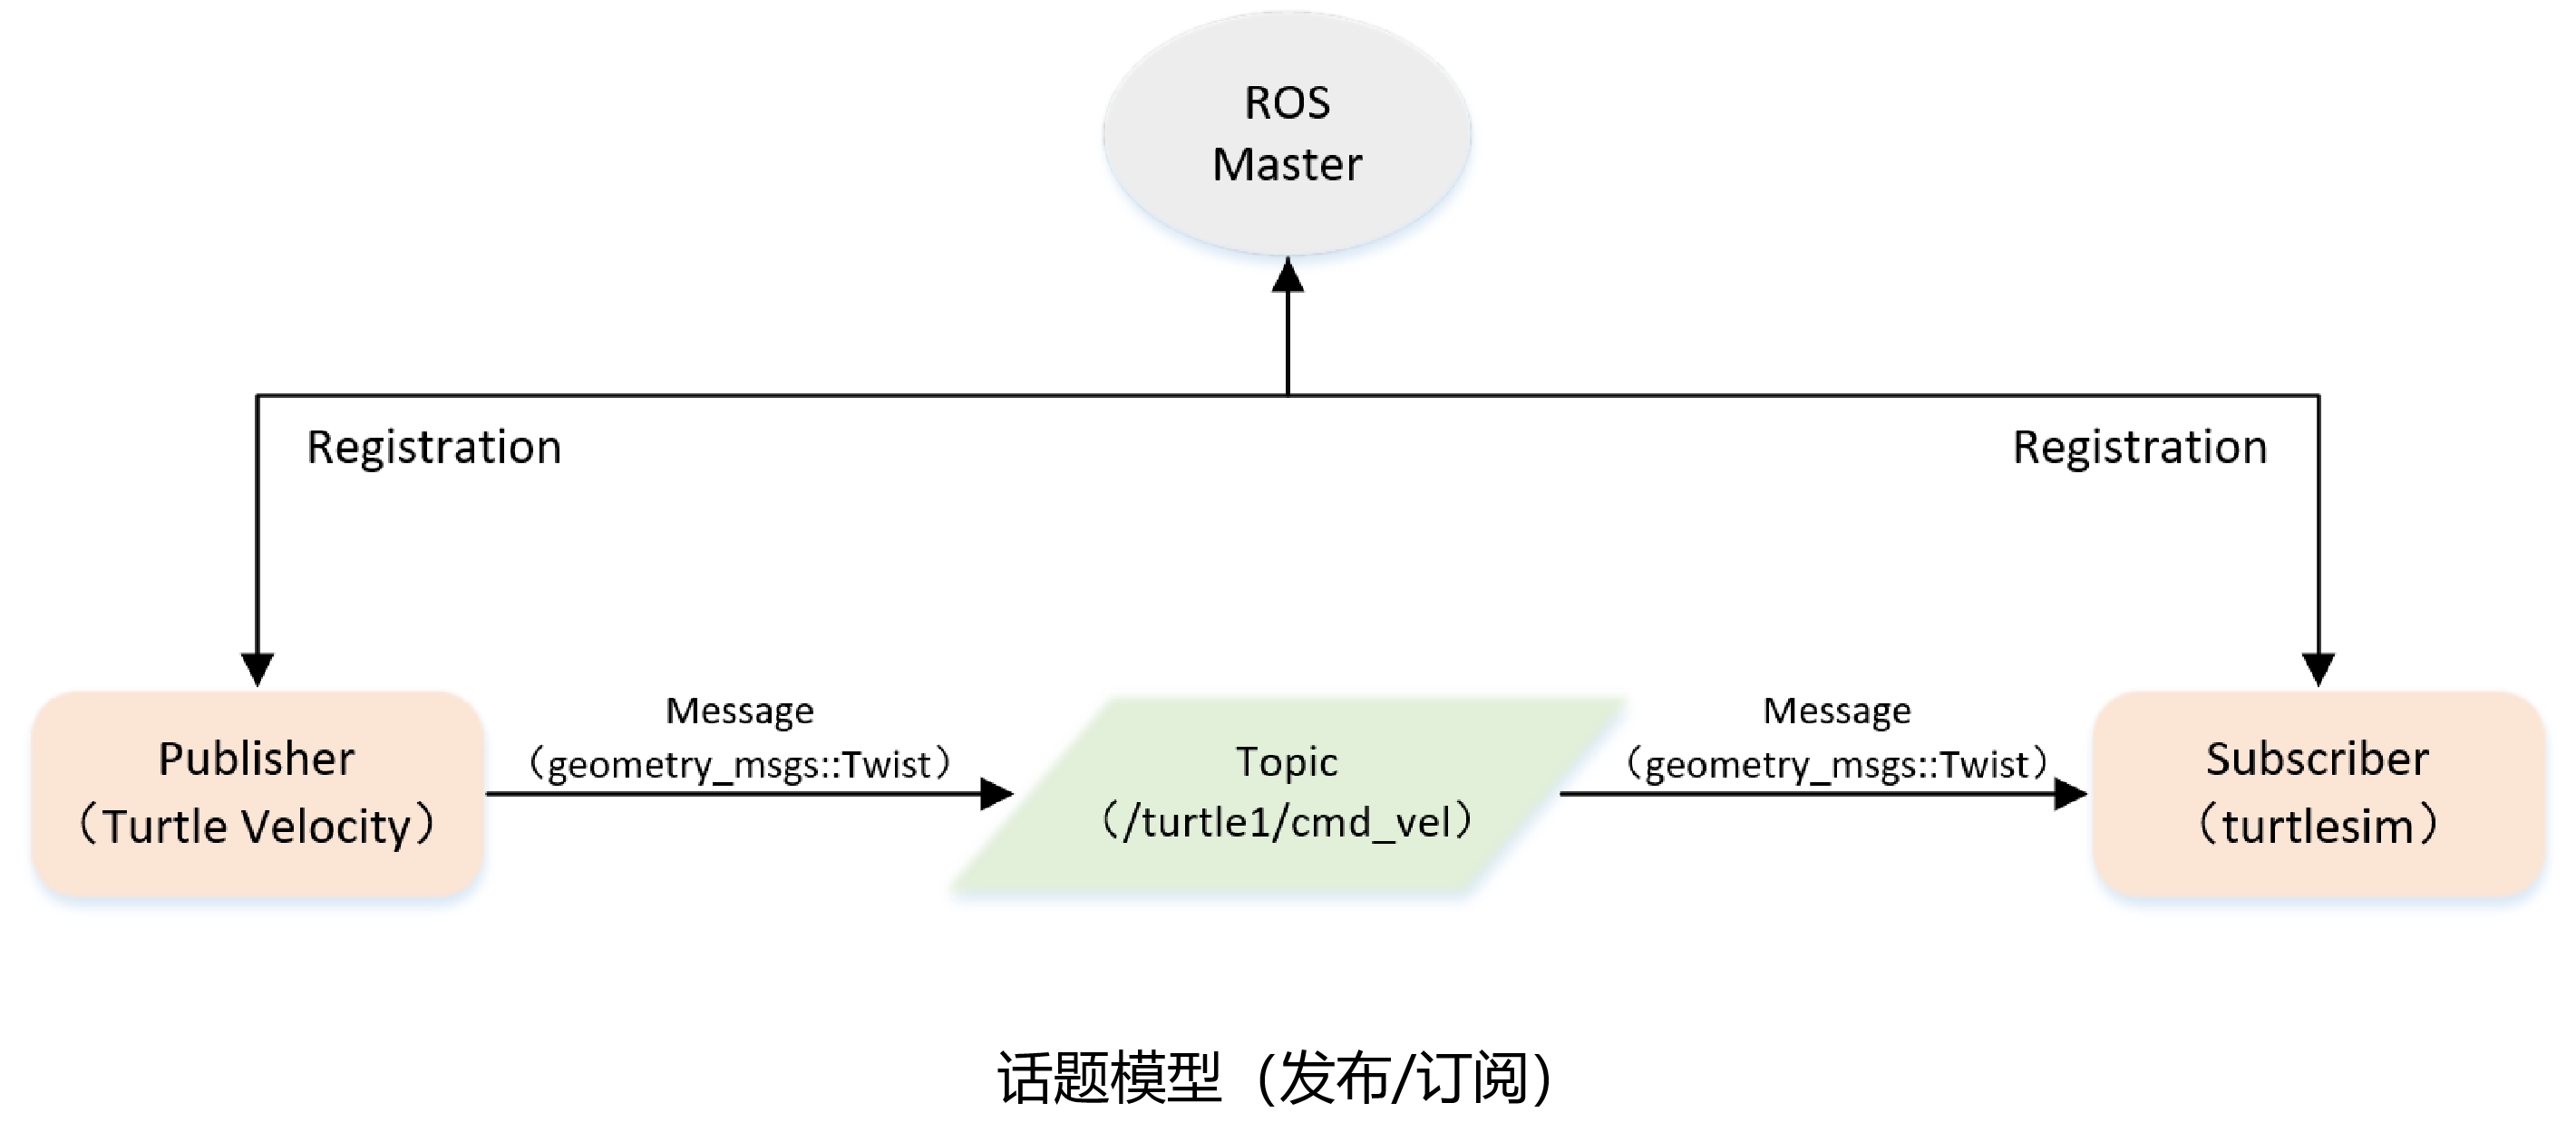 ROS
Master
Registration
Registration
Message
（geometry_msgs::Twist）
Message
（geometry_msgs::Twist）
Publisher
（Turtle Velocity）
Topic
（/turtle1/cmd_vel）
Subscriber
（turtlesim）
话题模型（发布/订阅）